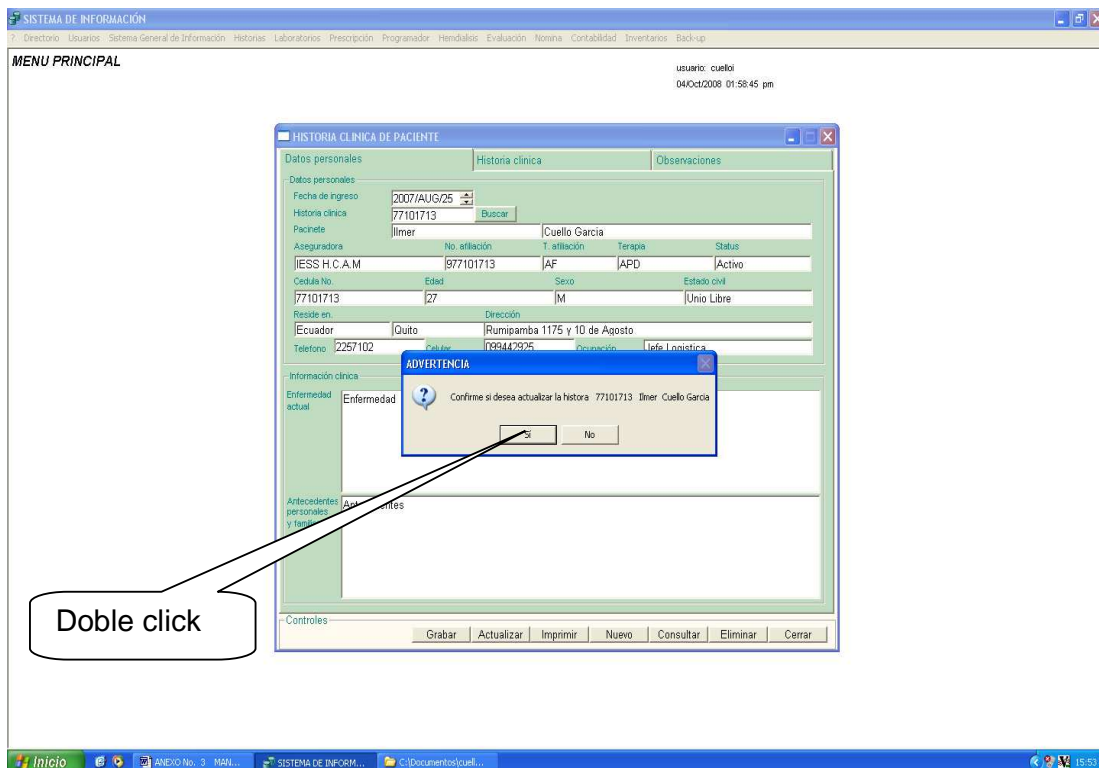 SISTEMA DE INFORMACIÓN
? Directorio Usuarios Sistema General de Información Historias Laboratorios Prescripción Programador Hemdialisis Evaluación Nomina Contabilidad Inventarios Back-up
MENU PRINCIPAL
usuario: cuelloi
04/Oct/2008 01:58:45 pm
HISTORIA CLINICA DE PACIENTE
Datos personales Historia clinica Observaciones
Datos personales
Fecha de ingreso 2007/AUG/25
Historia clinica 77101713 Buscar
Pacinete Ilmer Cuello Garcia
Aseguradora No. afiliación T. afiliación Terapia Status
IESS H.C.A.M 977101713 AF APD Activo
Cedula No. Edad Sexo Estado civil
77101713 27 M Unio Libre
Reside en. Dirección
Ecuador Quito Rumipamba 1175 y 10 de Agosto
Telefono 2257102 Celular 099442925 Ocupación Jefe Logistica
ADVERTENCIA
Confirme si desea actualizar la histora 77101713 Ilmer Cuello Garcia
Sí No
Información clinica
Enfermedad actual Enfermedad
Antecedentes
personales
Doble click
Controles
Grabar Actualizar Imprimir Nuevo Consultar Eliminar Cerrar
Inicio ANEXO No. 3 MAN... SISTEMA DE INFORM... C:\Documentos\cuell... 15:53